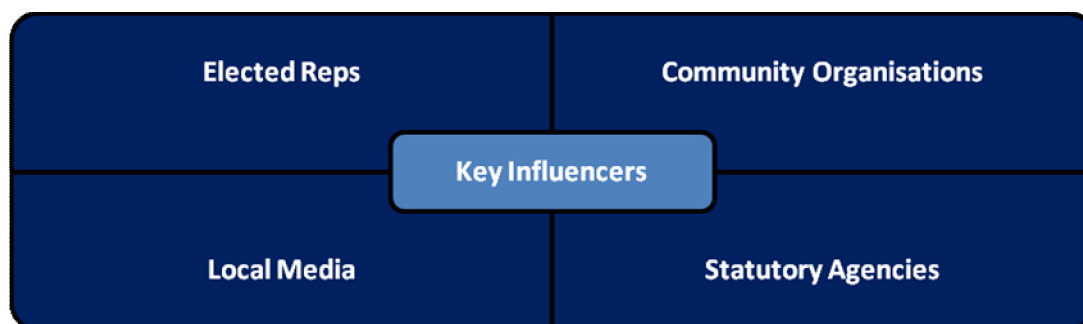 Elected Reps
Community Organisations
Key Influencers
Local Media
Statutory Agencies